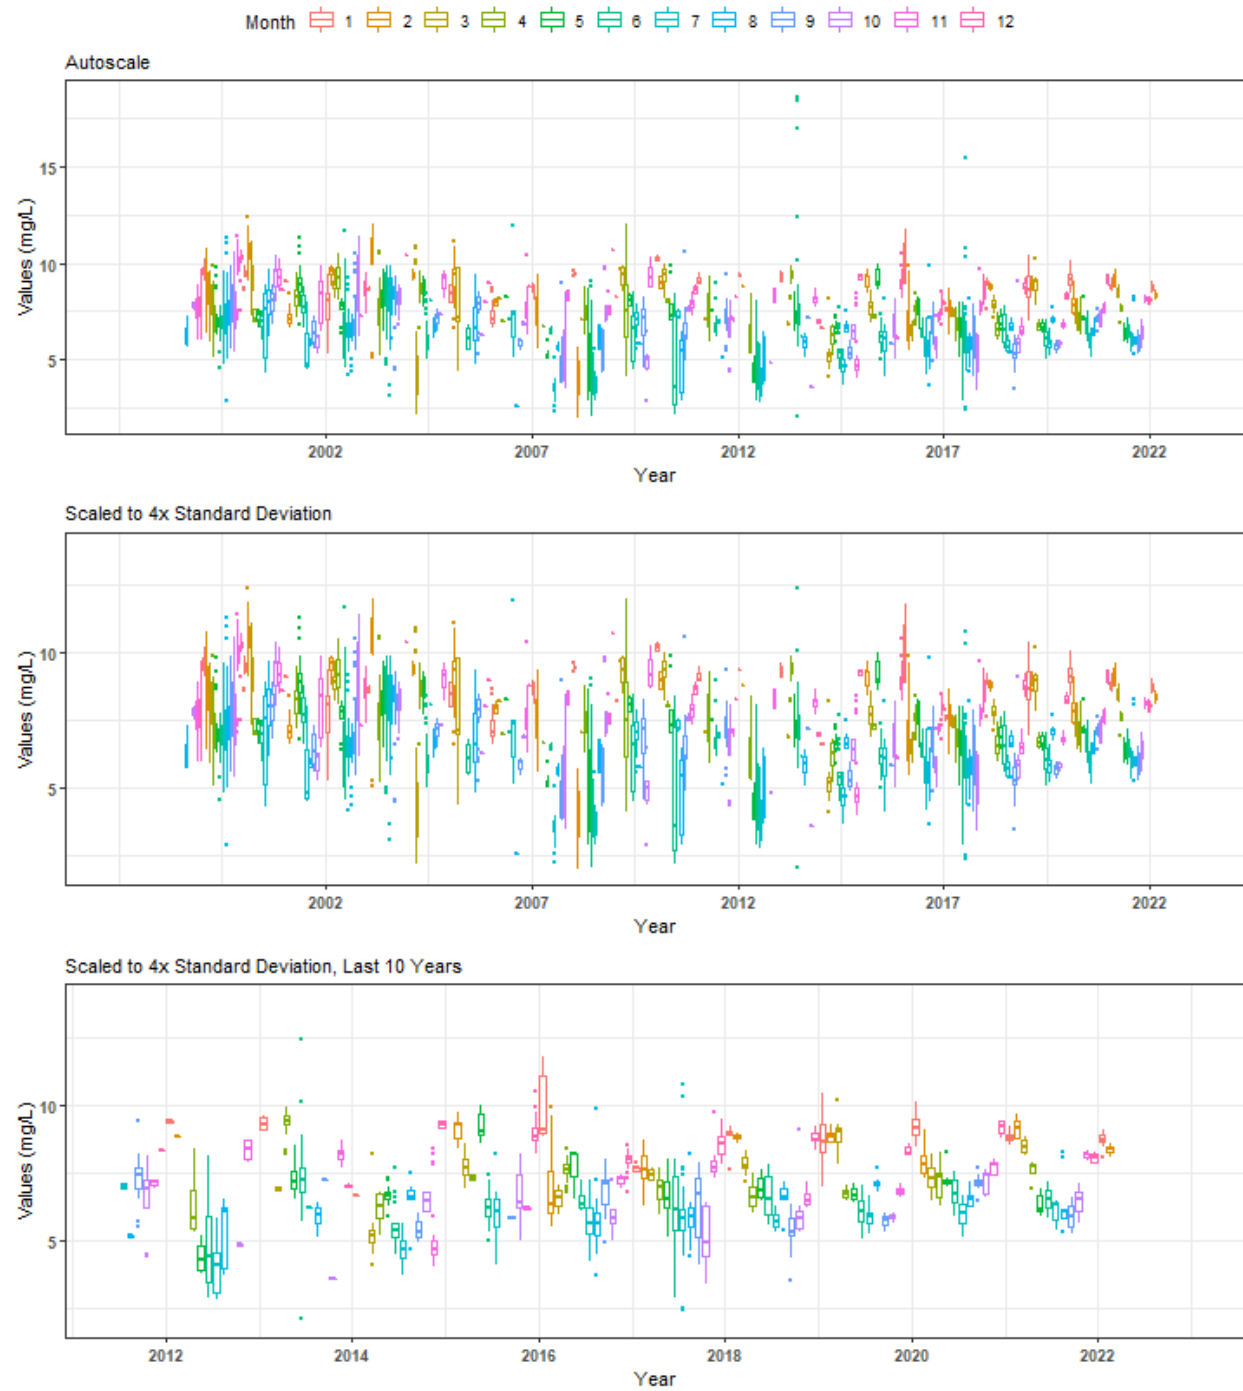 Month 1 2 3 4 5 6 7 8 9 10 11 12
Autoscale
Values (mg/L)
15
10
5
2002 2007 2012 2017 2022
Year
Scaled to 4x Standard Deviation
Values (mg/L)
10
5
2002 2007 2012 2017 2022
Year
Scaled to 4x Standard Deviation, Last 10 Years
Values (mg/L)
10
5
2012 2014 2016 2018 2020 2022
Year